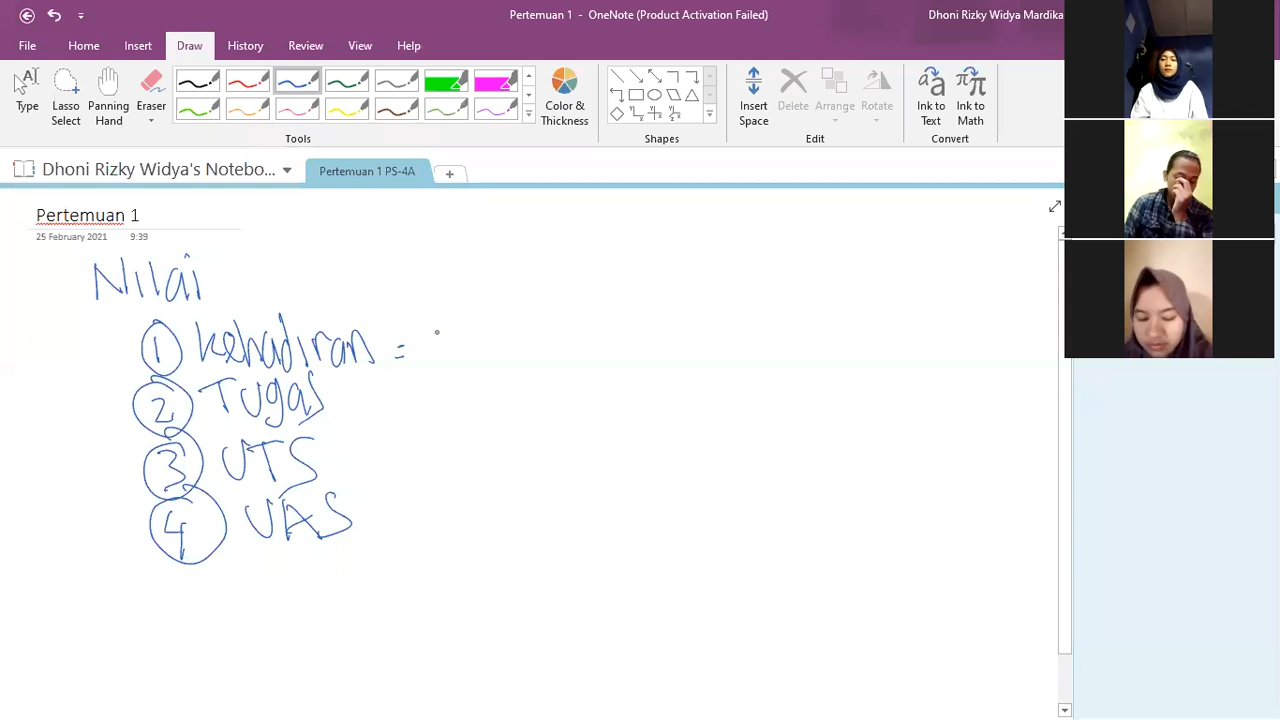 Pertemuan 1 - OneNote (Product Activation Failed)
Dhoni Rizky Widya Mardika
File Home Insert Draw History Review View Help
Type
Lasso Select
Panning Hand
Eraser
Color & Thickness
Insert Space
Delete
Arrange
Rotate
Ink to Text
Ink to Math
Tools
Shapes
Edit
Convert
Dhoni Rizky Widya's Notebo...
Pertemuan 1 PS-4A
Pertemuan 1
25 February 2021 9:39
Nilai
1 Kehadiran =
2 Tugas
3 UTS
4 UAS